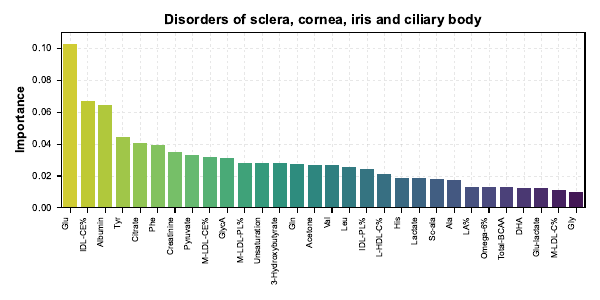 Disorders of sclera, cornea, iris and ciliary body
Importance
0.10
0.08
0.06
0.04
0.02
0.00
Glu
IDL-CE%
Albumin
Tyr
Citrate
Phe
Creatinine
Pyruvate
M-LDL-CE%
GlycA
M-LDL-PL%
Unsaturation
3-Hydroxybutyrate
Gln
Acetone
Val
Leu
IDL-PL%
L-HDL-C%
His
Lactate
Sc-ala
Ala
LA%
Omega-6%
Total-BCAA
DHA
Glu-lactate
M-LDL-C%
Gly